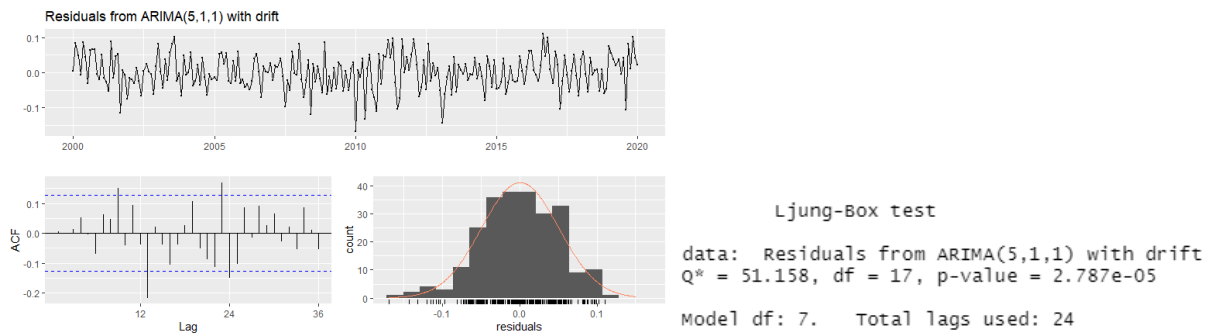 Residuals from ARIMA(5,1,1) with drift
0.1
0.0
-0.1
2000 2005 2010 2015 2020
0.1
0.0
-0.1
-0.2
ACF
12 24 36
Lag
40
30
20
10
0
count
-0.1 0.0 0.1
residuals
Ljung-Box test
data: Residuals from ARIMA(5,1,1) with drift
Q* = 51.158, df = 17, p-value = 2.787e-05
Model df: 7. Total lags used: 24